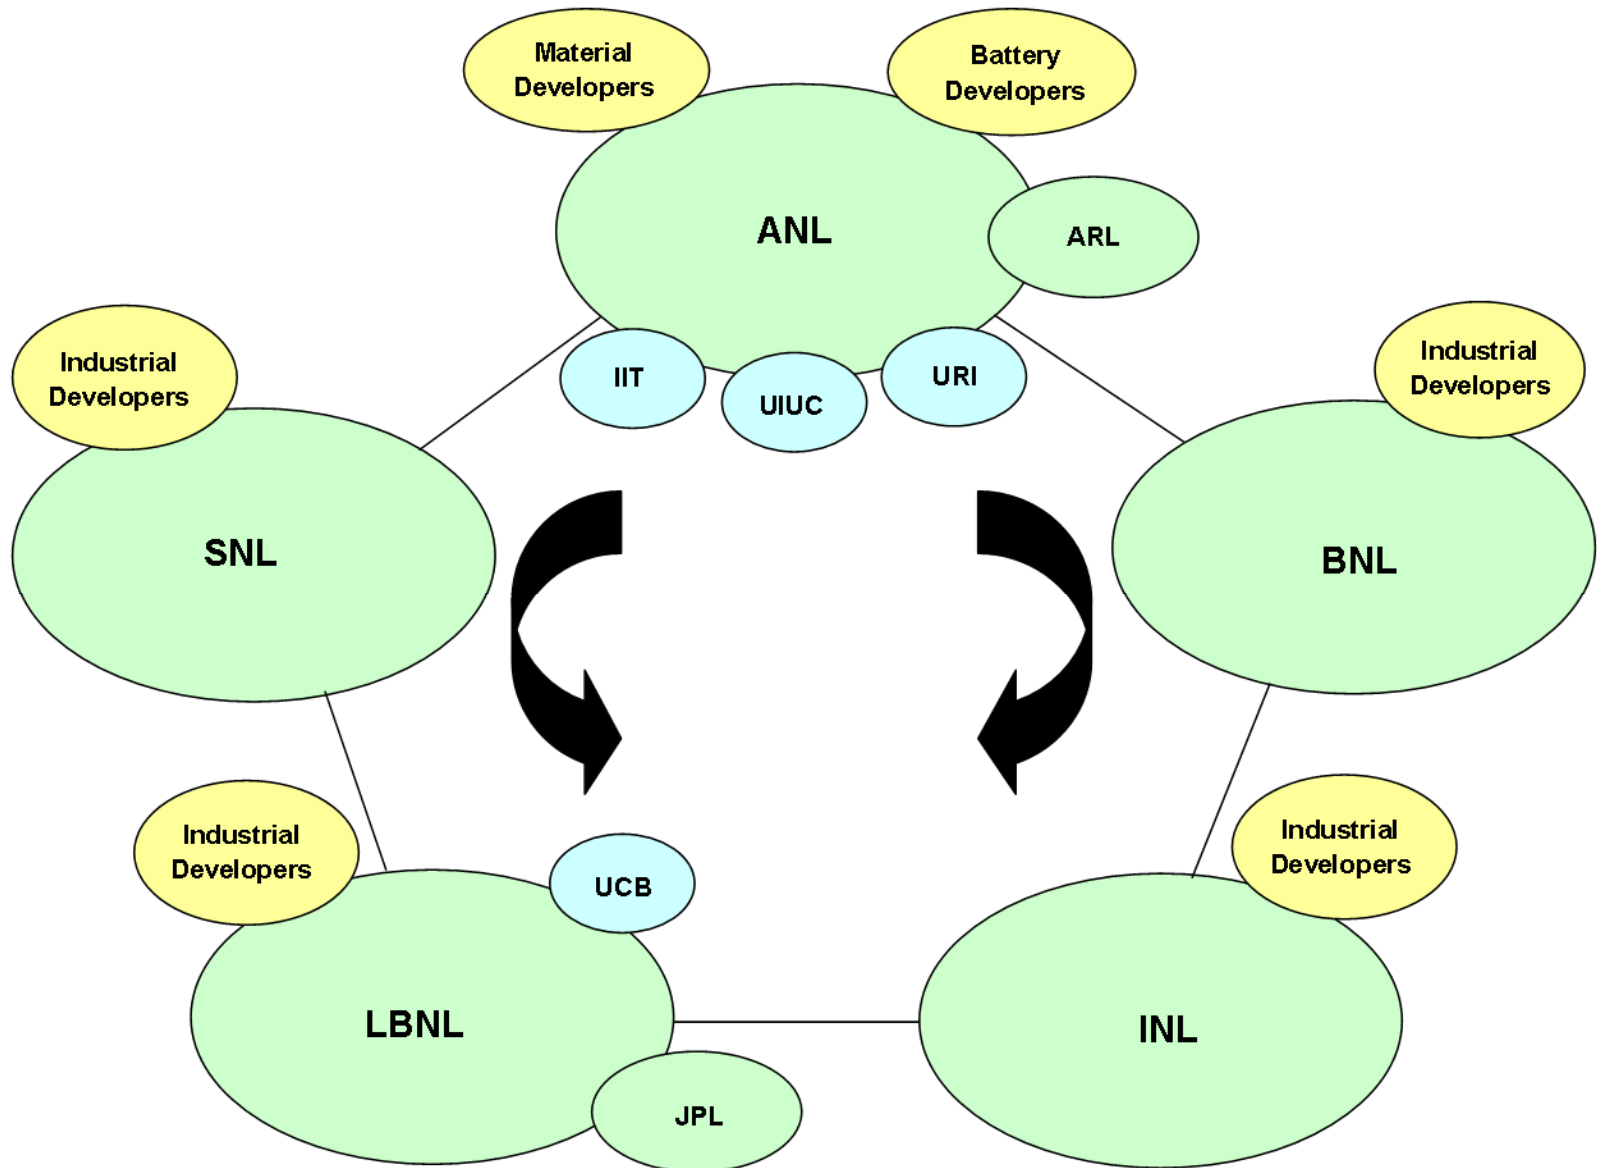 Material
Developers
Battery
Developers
ANL
ARL
Industrial
Developers
IIT
UIUC
URI
Industrial
Developers
SNL
BNL
Industrial
Developers
UCB
Industrial
Developers
LBNL
INL
JPL